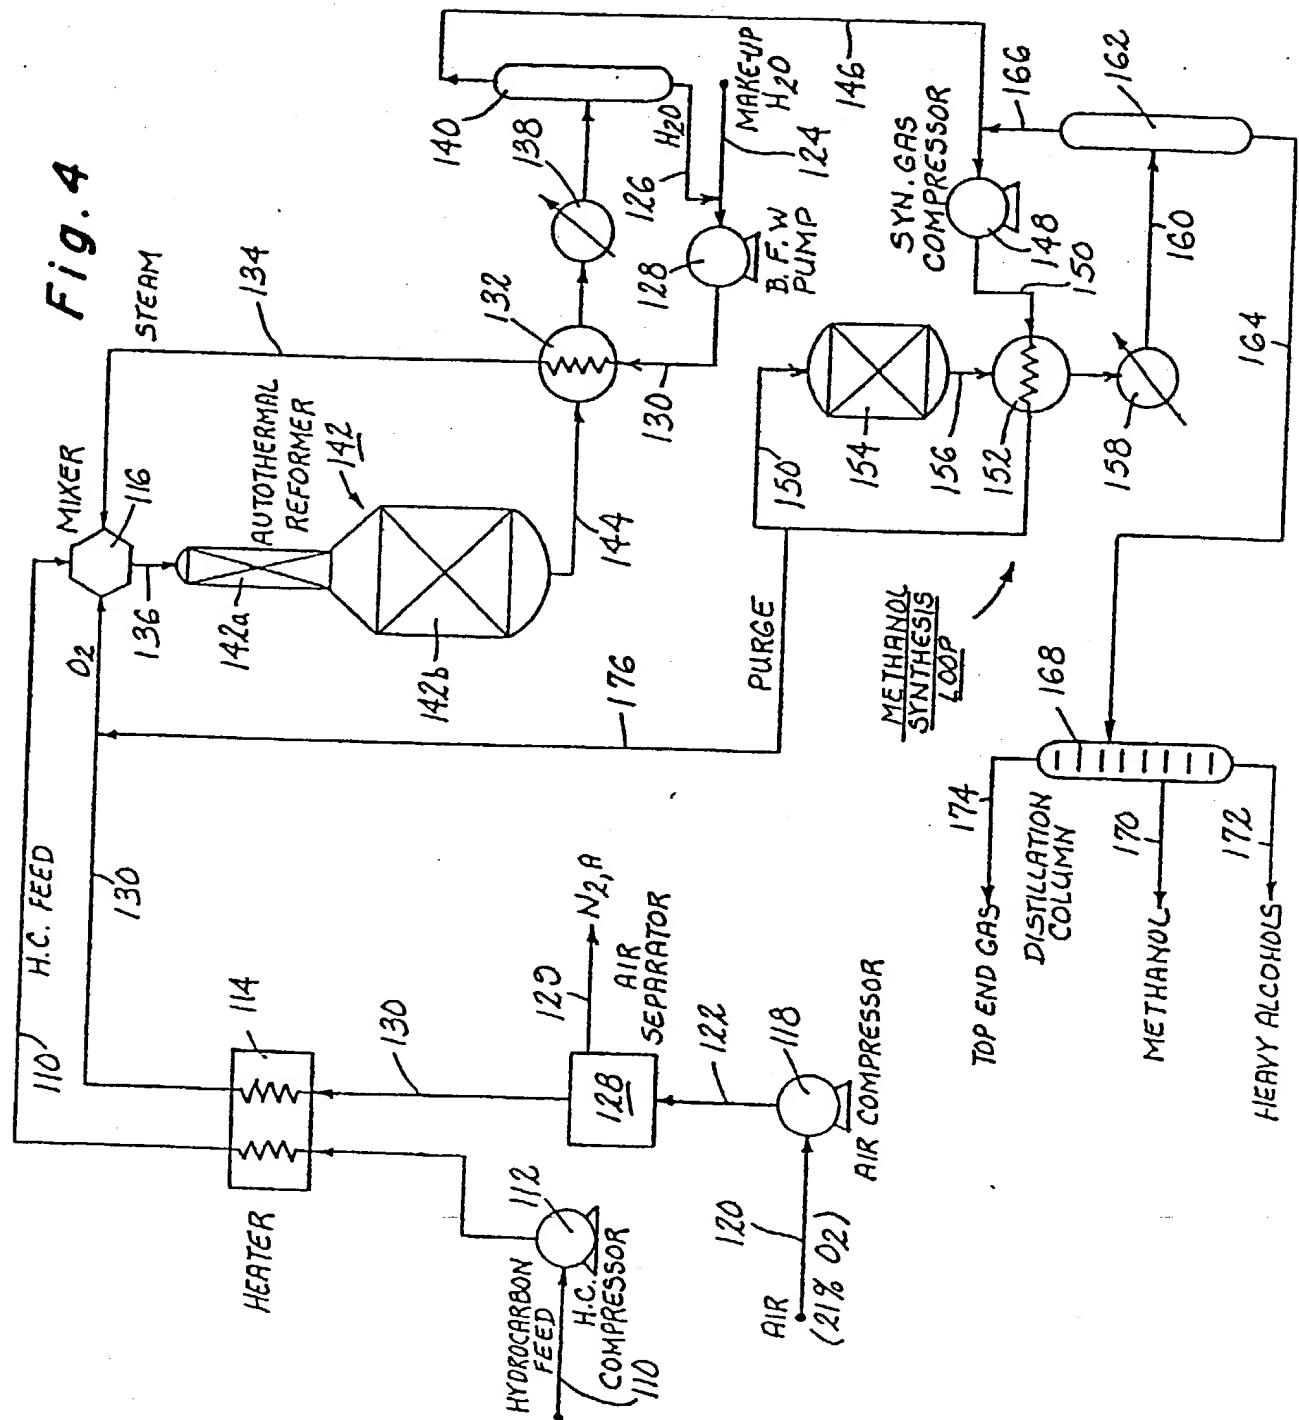 Fig. 4
MIXER
116
STEAM
134
H.C. FEED
110
130
O2
136
AUTOTHERMAL
REFORMER
142
142a
142b
144
132
138
140
H2O
126
MAKE-UP
H2O
124
128
B.F.W
PUMP
130
146
114
HEATER
130
129
N2,A
AIR
SEPARATOR
128
122
118
AIR COMPRESSOR
120
AIR
(21% O2)
112
HYDROCARBON
FEED
H.C.
COMPRESSOR
110
176
PURGE
150
154
156
152
158
SYN.GAS
COMPRESSOR
148
150
166
162
160
164
METHANOL
SYNTHESIS
LOOP
168
174
TOP END GAS
DISTILLATION
COLUMN
170
METHANOL
172
HEAVY ALCOHOLS